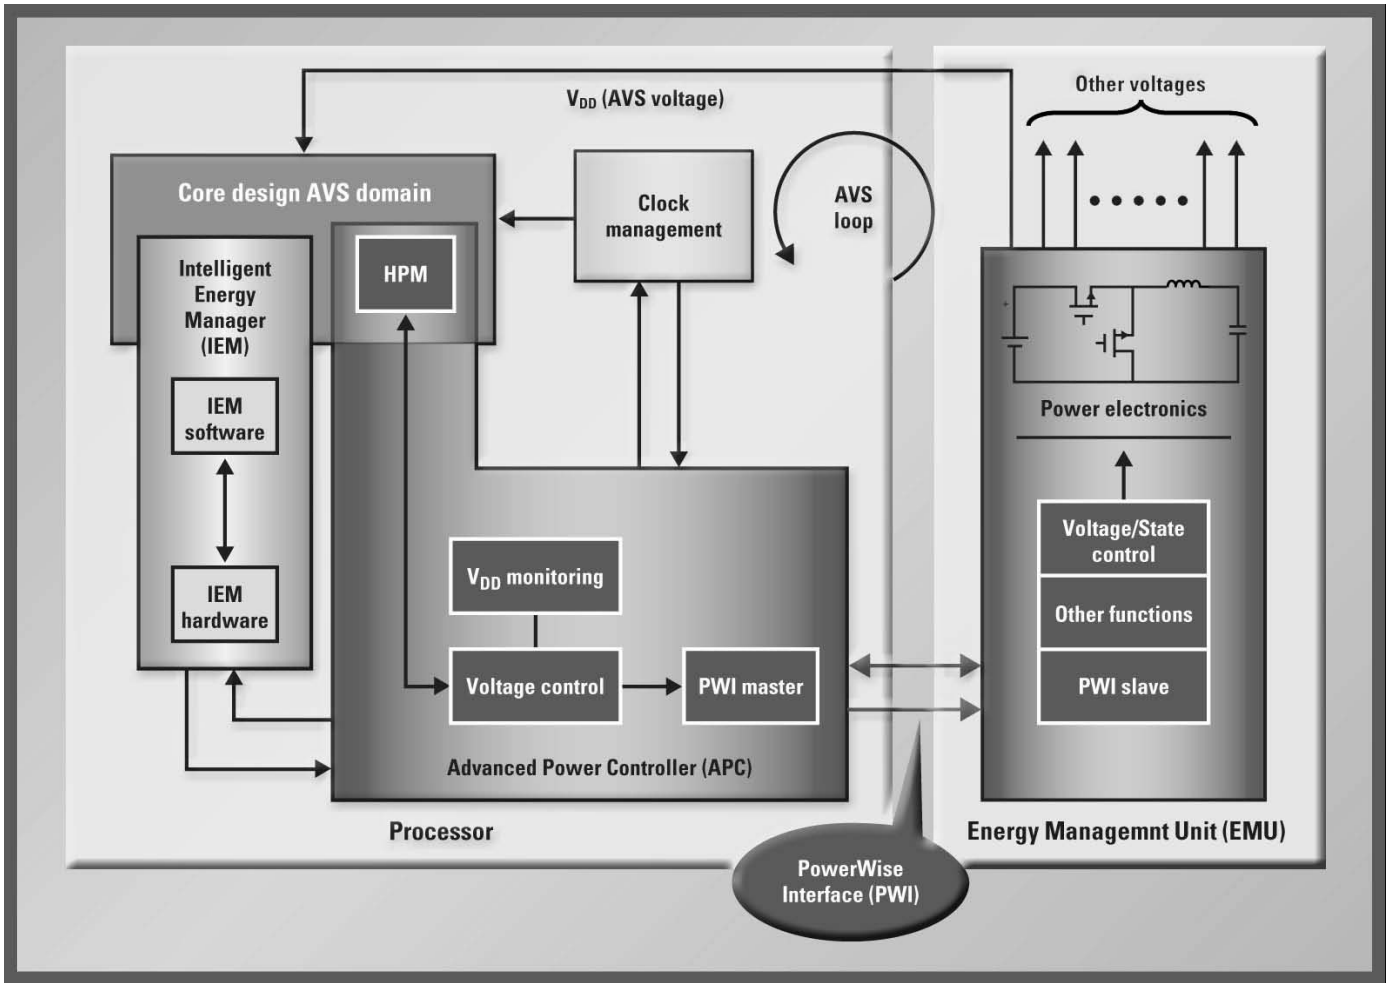 V_DD (AVS voltage)
Other voltages
Core design AVS domain
Clock
management
AVS
loop
HPM
Intelligent
Energy
Manager
(IEM)
IEM
software
IEM
hardware
+
Power electronics
Voltage/State
control
Other functions
PWI slave
V_DD monitoring
Voltage control
PWI master
Advanced Power Controller (APC)
Processor
Energy Managemnt Unit (EMU)
PowerWise
Interface (PWI)